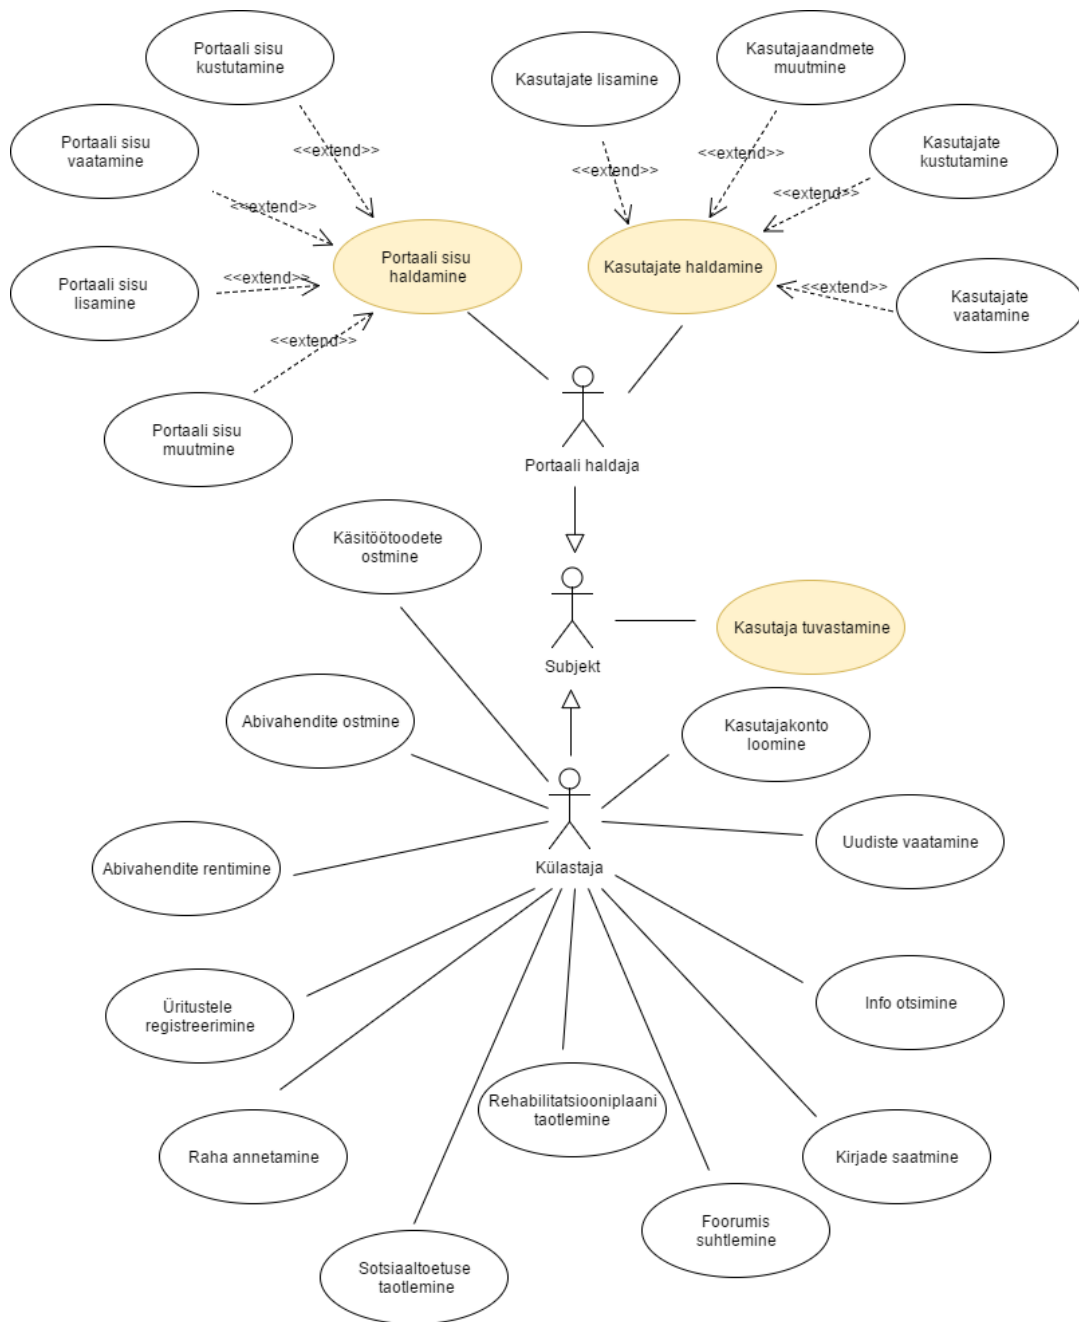 Portaali sisu
kustutamine
Kasutajate lisamine
Kasutajaandmete
muutmine
Portaali sisu
vaatamine
Kasutajate
kustutamine
<<extend>>
<<extend>>
<<extend>>
<<extend>>
<<extend>>
Portaali sisu
haldamine
Kasutajate haldamine
Portaali sisu
lisamine
<<extend>>
<<extend>>
Kasutajate
vaatamine
<<extend>>
Portaali sisu
muutmine
Portaali haldaja
Käsitöötoodete
ostmine
Kasutaja tuvastamine
Subjekt
Abivahendite ostmine
Kasutajakonto
loomine
Uudiste vaatamine
Abivahendite rentimine
Külastaja
Üritustele
registreerimine
Info otsimine
Rehabilitatsiooniplaani
taotlemine
Raha annetamine
Kirjade saatmine
Foorumis
suhtlemine
Sotsiaaltoetuse
taotlemine